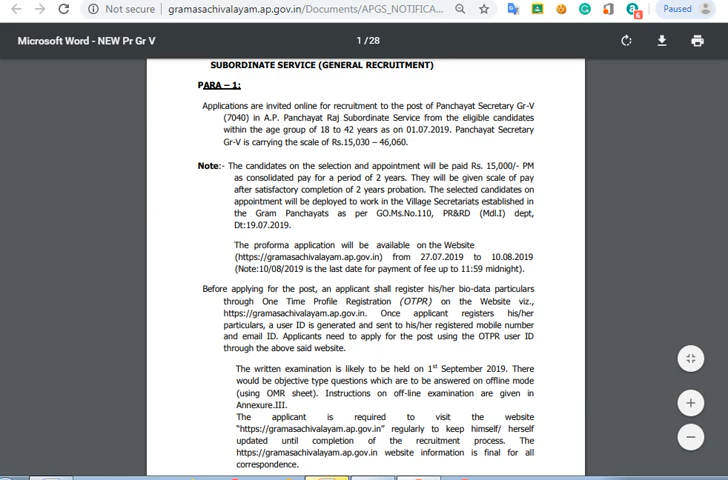 Not secure | gramasachivalayam.ap.gov.in/Documents/APGS_NOTIFICA... Paused
Microsoft Word - NEW Pr Gr V 1 / 28
SUBORDINATE SERVICE (GENERAL RECRUITMENT)
PARA – 1:
Applications are invited online for recruitment to the post of Panchayat Secretary Gr-V
(7040) in A.P. Panchayat Raj Subordinate Service from the eligible candidates
within the age group of 18 to 42 years as on 01.07.2019. Panchayat Secretary
Gr-V is carrying the scale of Rs.15,030 – 46,060.
Note:- The candidates on the selection and appointment will be paid Rs. 15,000/- PM
as consolidated pay for a period of 2 years. They will be given scale of pay
after satisfactory completion of 2 years probation. The selected candidates on
appointment will be deployed to work in the Village Secretariats established in
the Gram Panchayats as per GO.Ms.No.110, PR&RD (Mdl.I) dept,
Dt:19.07.2019.
The proforma application will be available on the Website
(https://gramasachivalayam.ap.gov.in) from 27.07.2019 to 10.08.2019
(Note:10/08/2019 is the last date for payment of fee up to 11:59 midnight).
Before applying for the post, an applicant shall register his/her bio-data particulars
through One Time Profile Registration (OTPR) on the Website viz.,
https://gramasachivalayam.ap.gov.in. Once applicant registers his/her
particulars, a user ID is generated and sent to his/her registered mobile number
and email ID. Applicants need to apply for the post using the OTPR user ID
through the above said website.
The written examination is likely to be held on 1st September 2019. There
would be objective type questions which are to be answered on offline mode
(using OMR sheet). Instructions on off-line examination are given in
Annexure.III.
The applicant is required to visit the website
"https://gramasachivalayam.ap.gov.in" regularly to keep himself/ herself
updated until completion of the recruitment process. The
https://gramasachivalayam.ap.gov.in website information is final for all
correspondence.